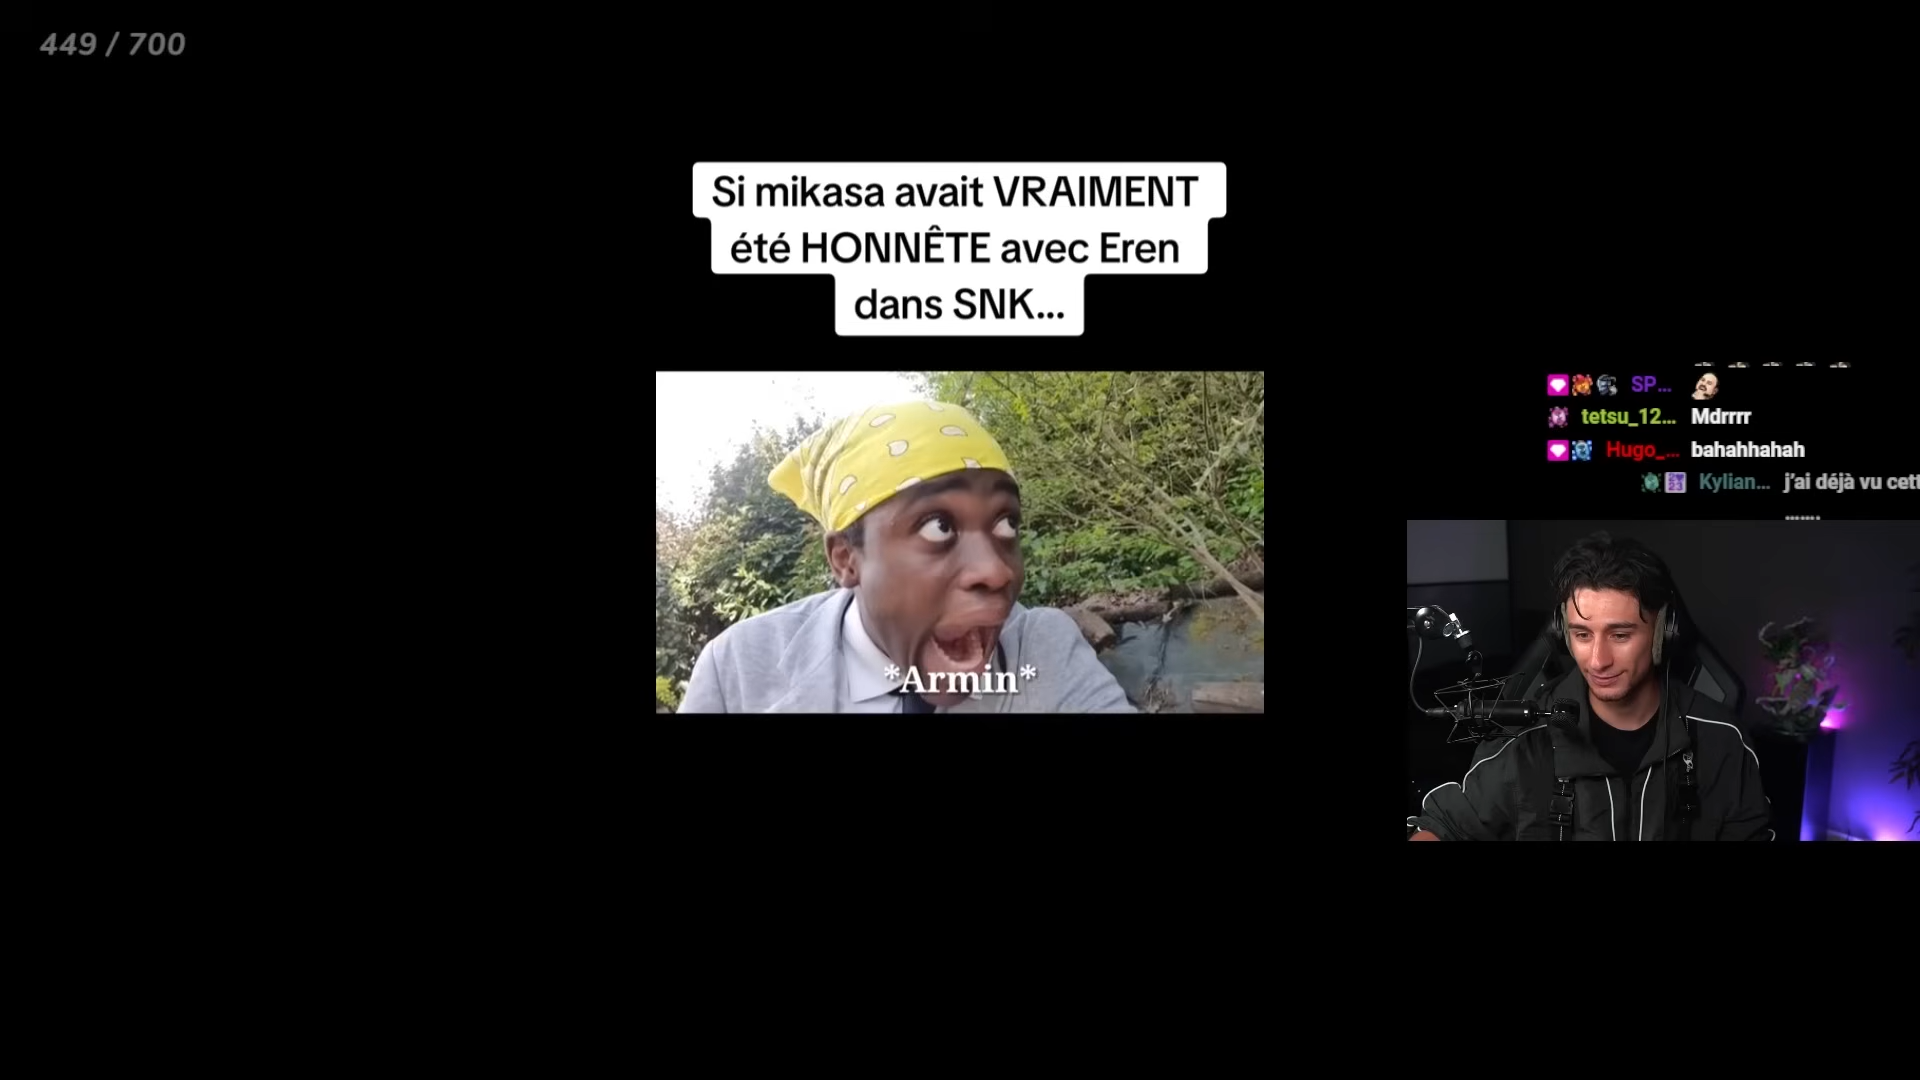 449 / 700
Si mikasa avait VRAIMENT
été HONNÊTE avec Eren
dans SNK...
*Armin*
SP...
tetsu_12... Mdrrrr
Hugo_... bahahhahah
Kylian... j'ai déjà vu cett
.......